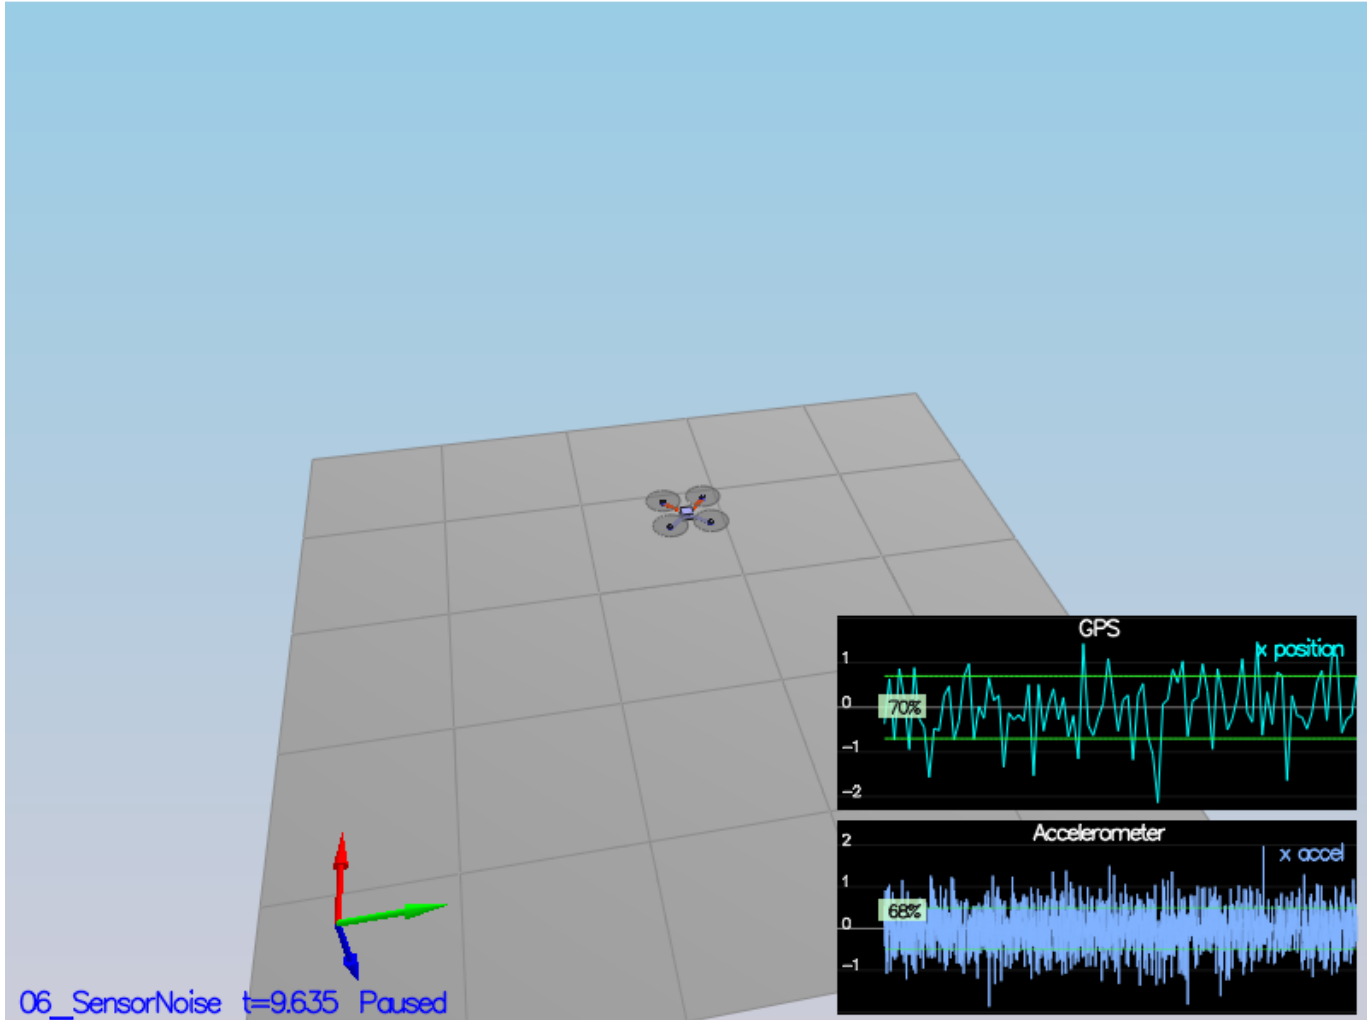 GPS
x position
1
0
70%
−1
−2
Accelerometer
2
x accel
1
68%
0
−1
06_SensorNoise t=9.635 Paused